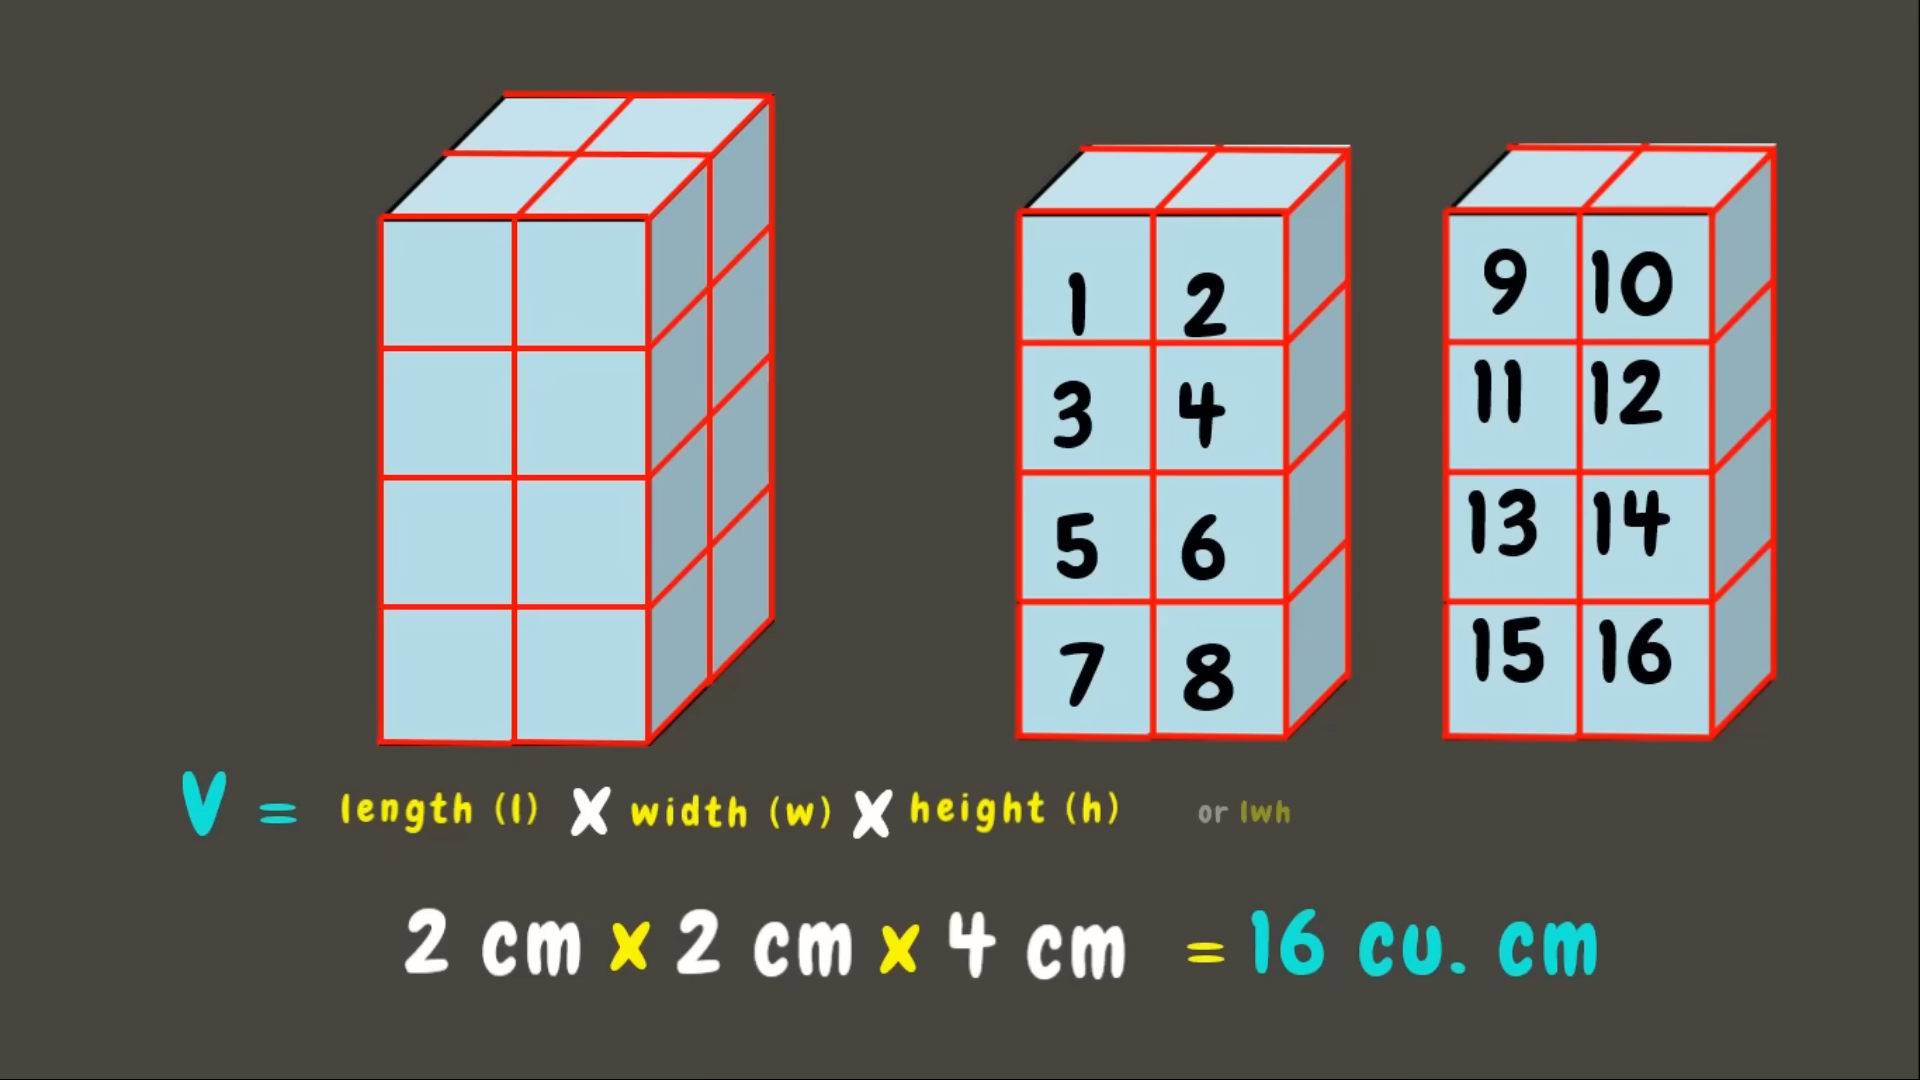 1 2 9 10
3 4 11 12
5 6 13 14
7 8 15 16
V = length (l) X width (w) X height (h) or lwh
2 cm x 2 cm x 4 cm = 16 cu. cm